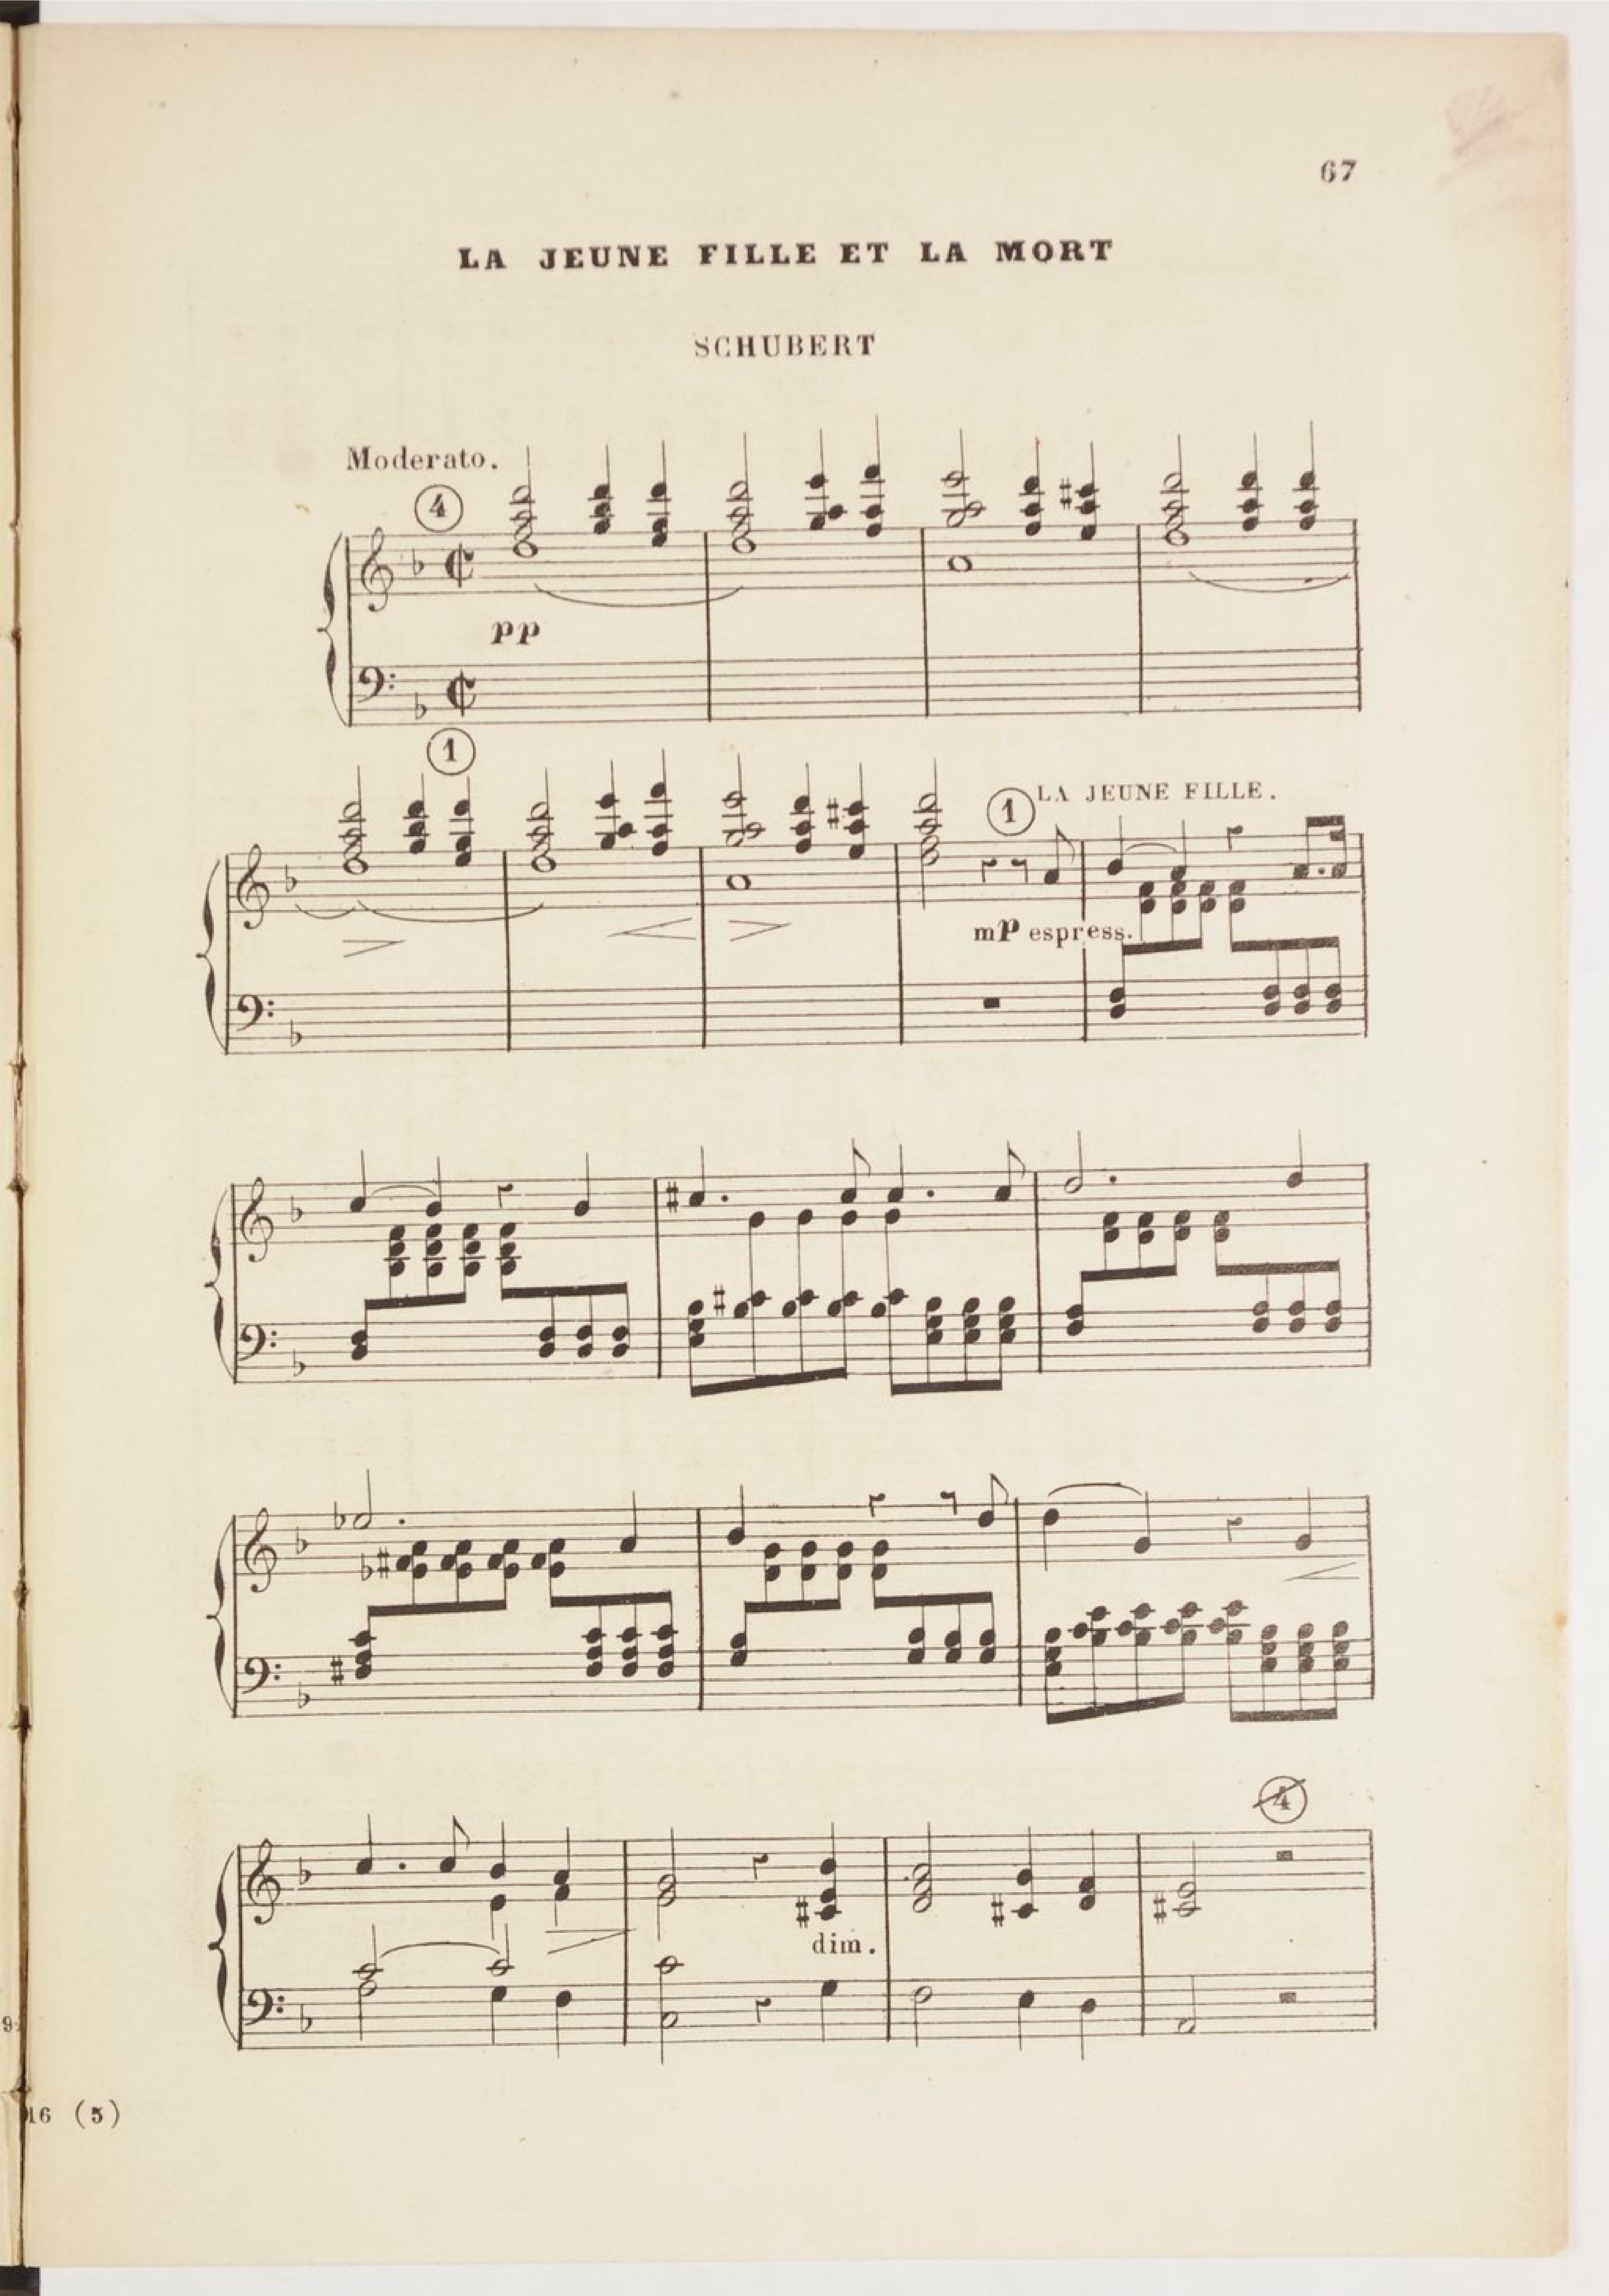 67
LA JEUNE FILLE ET LA MORT
SCHUBERT
Moderato.
4
pp
1
1 LA JEUNE FILLE.
mp espress.
4
dim.
16 (5)